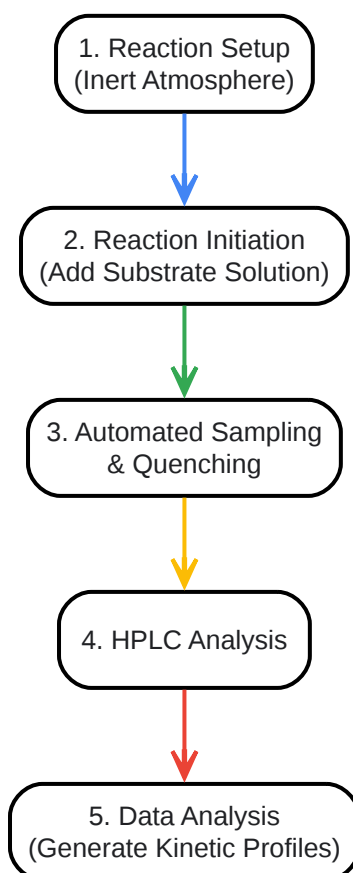 1. Reaction Setup
(Inert Atmosphere)
2. Reaction Initiation
(Add Substrate Solution)
3. Automated Sampling
& Quenching
4. HPLC Analysis
5. Data Analysis
(Generate Kinetic Profiles)